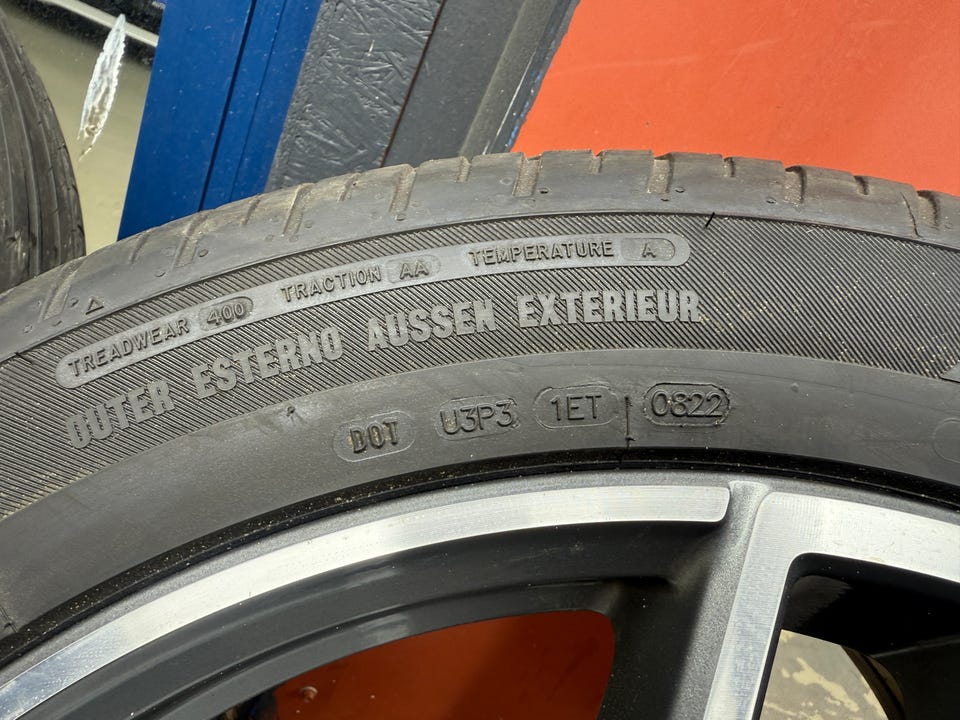 TREADWEAR 400 TRACTION AA TEMPERATURE A
OUTER ESTERNO AUSSEN EXTERIEUR
DOT U3P3 1ET 0822